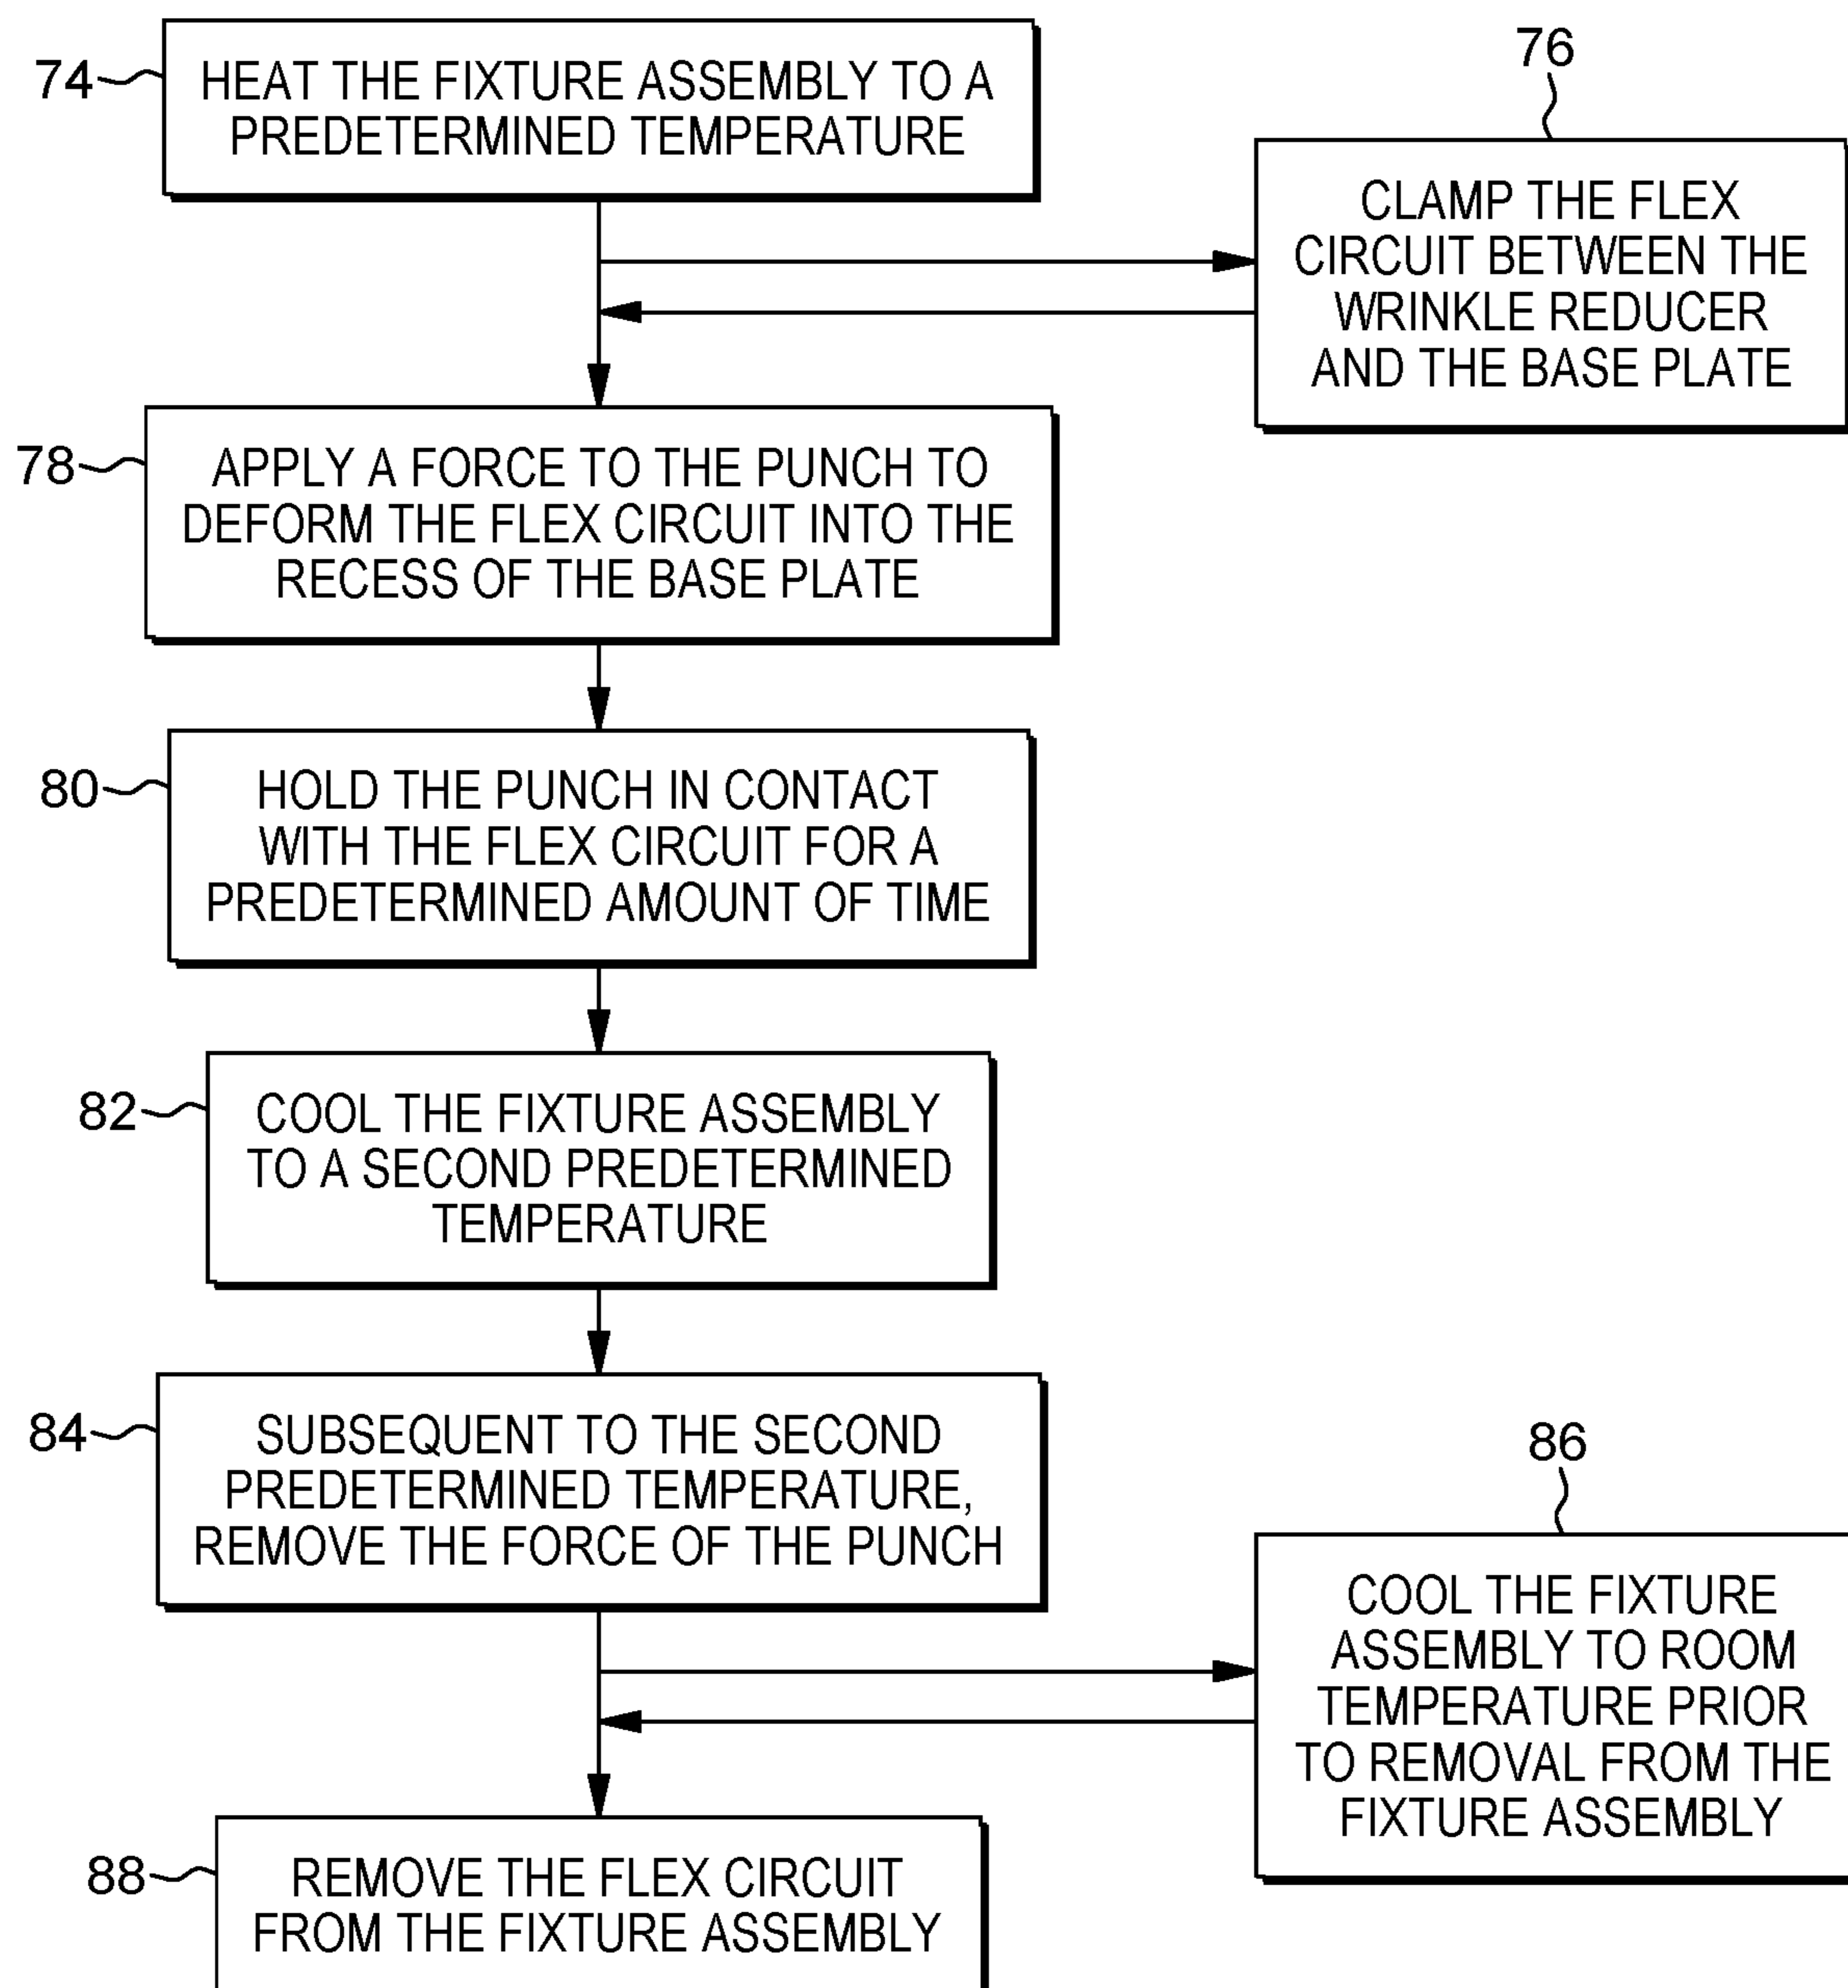 74
HEAT THE FIXTURE ASSEMBLY TO A
PREDETERMINED TEMPERATURE
76
CLAMP THE FLEX
CIRCUIT BETWEEN THE
WRINKLE REDUCER
AND THE BASE PLATE
78
APPLY A FORCE TO THE PUNCH TO
DEFORM THE FLEX CIRCUIT INTO THE
RECESS OF THE BASE PLATE
80
HOLD THE PUNCH IN CONTACT
WITH THE FLEX CIRCUIT FOR A
PREDETERMINED AMOUNT OF TIME
82
COOL THE FIXTURE ASSEMBLY
TO A SECOND PREDETERMINED
TEMPERATURE
84
SUBSEQUENT TO THE SECOND
PREDETERMINED TEMPERATURE,
REMOVE THE FORCE OF THE PUNCH
86
COOL THE FIXTURE
ASSEMBLY TO ROOM
TEMPERATURE PRIOR
TO REMOVAL FROM THE
FIXTURE ASSEMBLY
88
REMOVE THE FLEX CIRCUIT
FROM THE FIXTURE ASSEMBLY